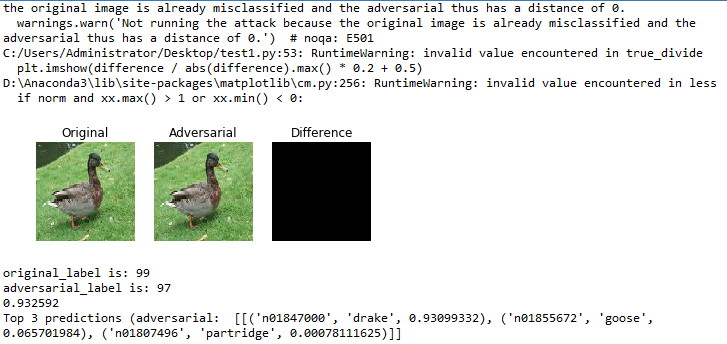 the original image is already misclassified and the adversarial thus has a distance of 0.
warnings.warn('Not running the attack because the original image is already misclassified and the
adversarial thus has a distance of 0.')  # noqa: E501
C:/Users/Administrator/Desktop/test1.py:53: RuntimeWarning: invalid value encountered in true_divide
plt.imshow(difference / abs(difference).max() * 0.2 + 0.5)
D:\Anaconda3\lib\site-packages\matplotlib\cm.py:256: RuntimeWarning: invalid value encountered in less
if norm and xx.max() > 1 or xx.min() < 0:
Original Adversarial Difference
original_label is: 99
adversarial_label is: 97
0.932592
Top 3 predictions (adversarial:  [[('n01847000', 'drake', 0.93099332), ('n01855672', 'goose',
0.065701984), ('n01807496', 'partridge', 0.00078111625)]]